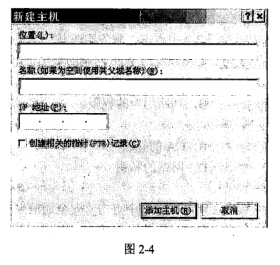 新建主机
位置(L):
名称(如果为空则使用其父域名称)(N):
IP 地址(P):
创建相关的指针(PTR)记录(C)
添加主机(H) 取消
图 2-4